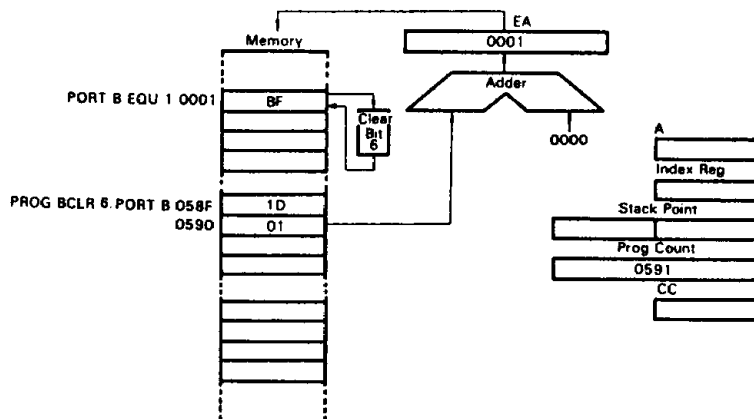 EA
Memory
0001
Adder
PORT B EQU 1 0001
BF
Clear
Bit
6
0000
A
Index Reg
PROG BCLR 6. PORT B 058F
1D
Stack Point
0590
01
Prog Count
0591
CC